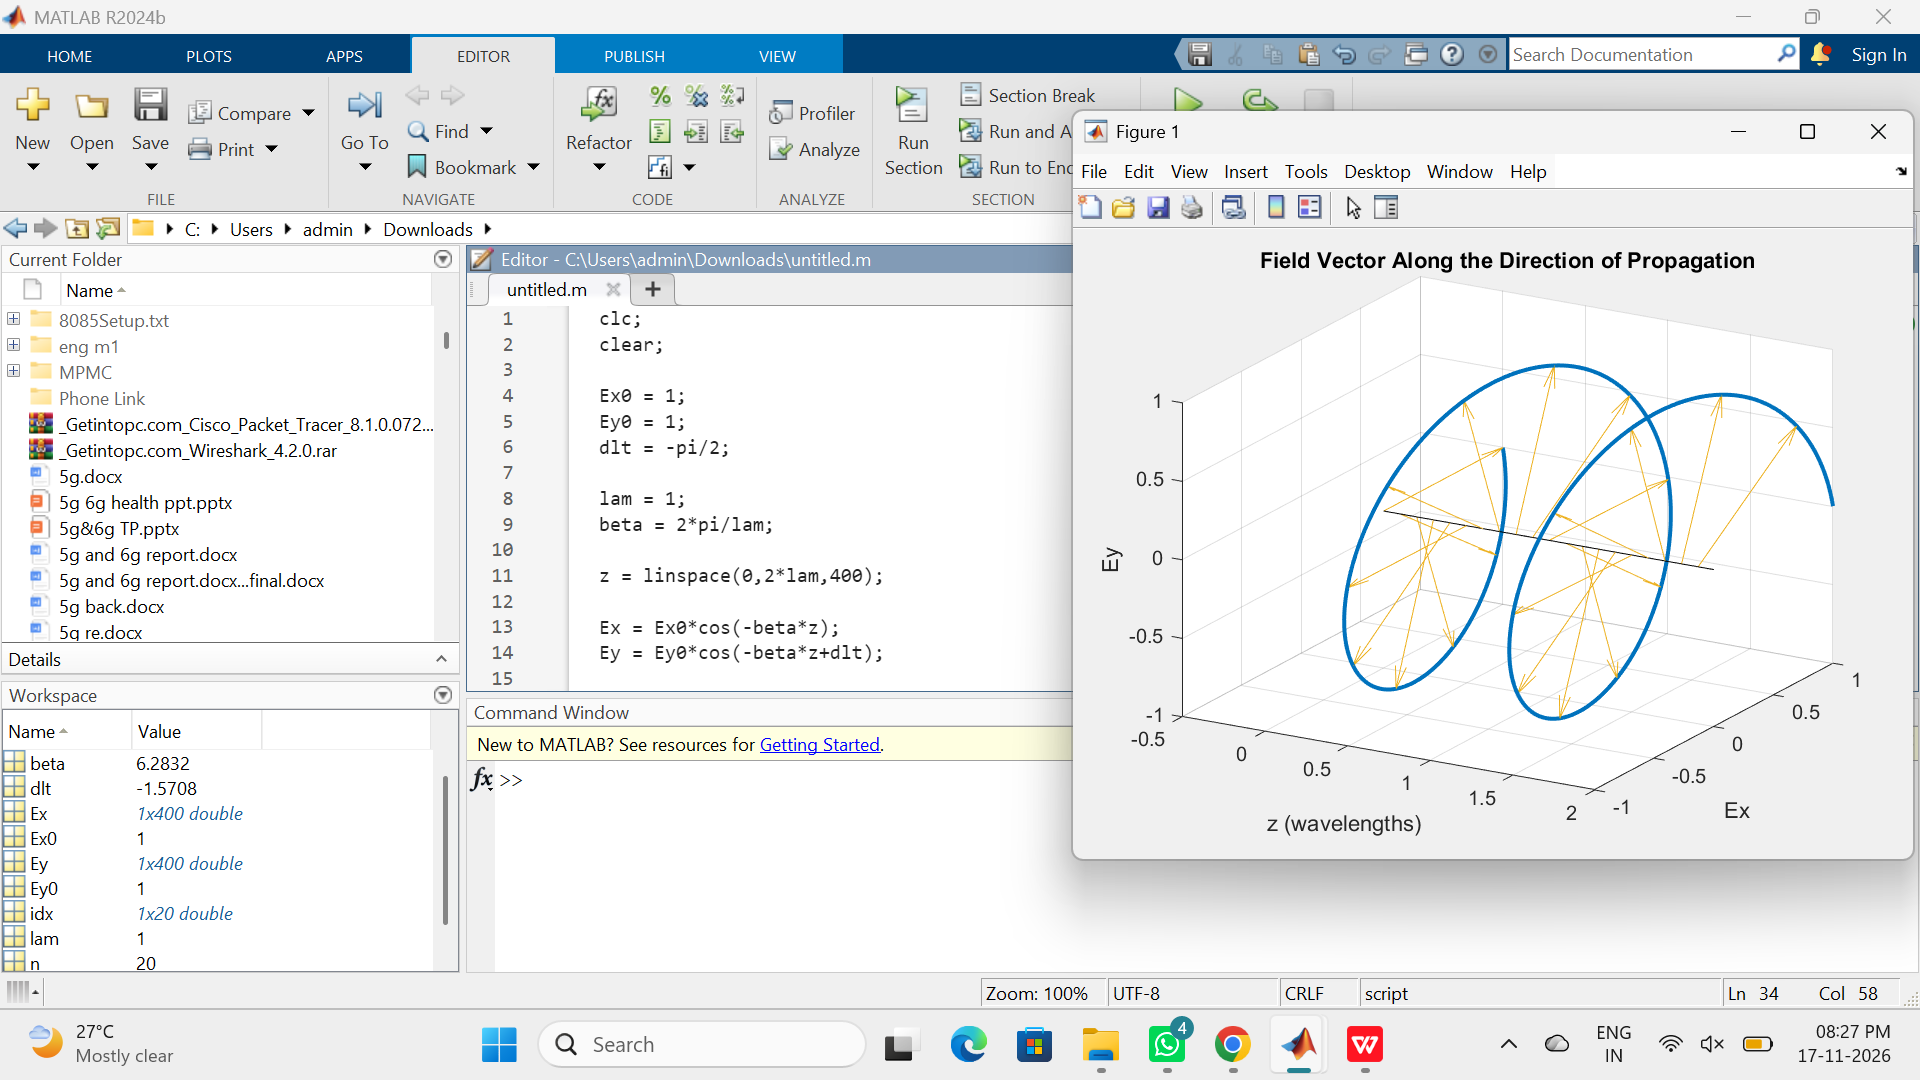 MATLAB R2024b
HOME PLOTS APPS EDITOR PUBLISH VIEW
Search Documentation Sign In
New Open Save Compare Print
FILE
Go To Find Bookmark
NAVIGATE
Refactor
CODE
Profiler
Analyze
ANALYZE
Run Section
Section Break
Run and A
Run to End
SECTION
C: Users admin Downloads
Current Folder
Name
8085Setup.txt
eng m1
MPMC
Phone Link
_Getintopc.com_Cisco_Packet_Tracer_8.1.0.072...
_Getintopc.com_Wireshark_4.2.0.rar
5g.docx
5g 6g health ppt.pptx
5g&6g TP.pptx
5g and 6g report.docx
5g and 6g report.docx...final.docx
5g back.docx
5g re.docx
Details
Workspace
Name Value
beta 6.2832
dlt -1.5708
Ex 1x400 double
Ex0 1
Ey 1x400 double
Ey0 1
idx 1x20 double
lam 1
n 20
Editor - C:\Users\admin\Downloads\untitled.m
untitled.m
1 clc;
2 clear;
3
4 Ex0 = 1;
5 Ey0 = 1;
6 dlt = -pi/2;
7
8 lam = 1;
9 beta = 2*pi/lam;
10
11 z = linspace(0,2*lam,400);
12
13 Ex = Ex0*cos(-beta*z);
14 Ey = Ey0*cos(-beta*z+dlt);
15
Command Window
New to MATLAB? See resources for Getting Started.
fx >>
Figure 1
File Edit View Insert Tools Desktop Window Help
Field Vector Along the Direction of Propagation
1
0.5
0
-0.5
-1
Ey
-0.5 0 0.5 1 1.5 2
z (wavelengths)
-1 -0.5 0 0.5 1
Ex
Zoom: 100% UTF-8 CRLF script Ln 34 Col 58
27°C
Mostly clear
Search
4
ENG
IN
08:27 PM
17-11-2026